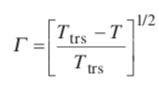 Γ = [ (T_trs − T) / T_trs ]^1/2